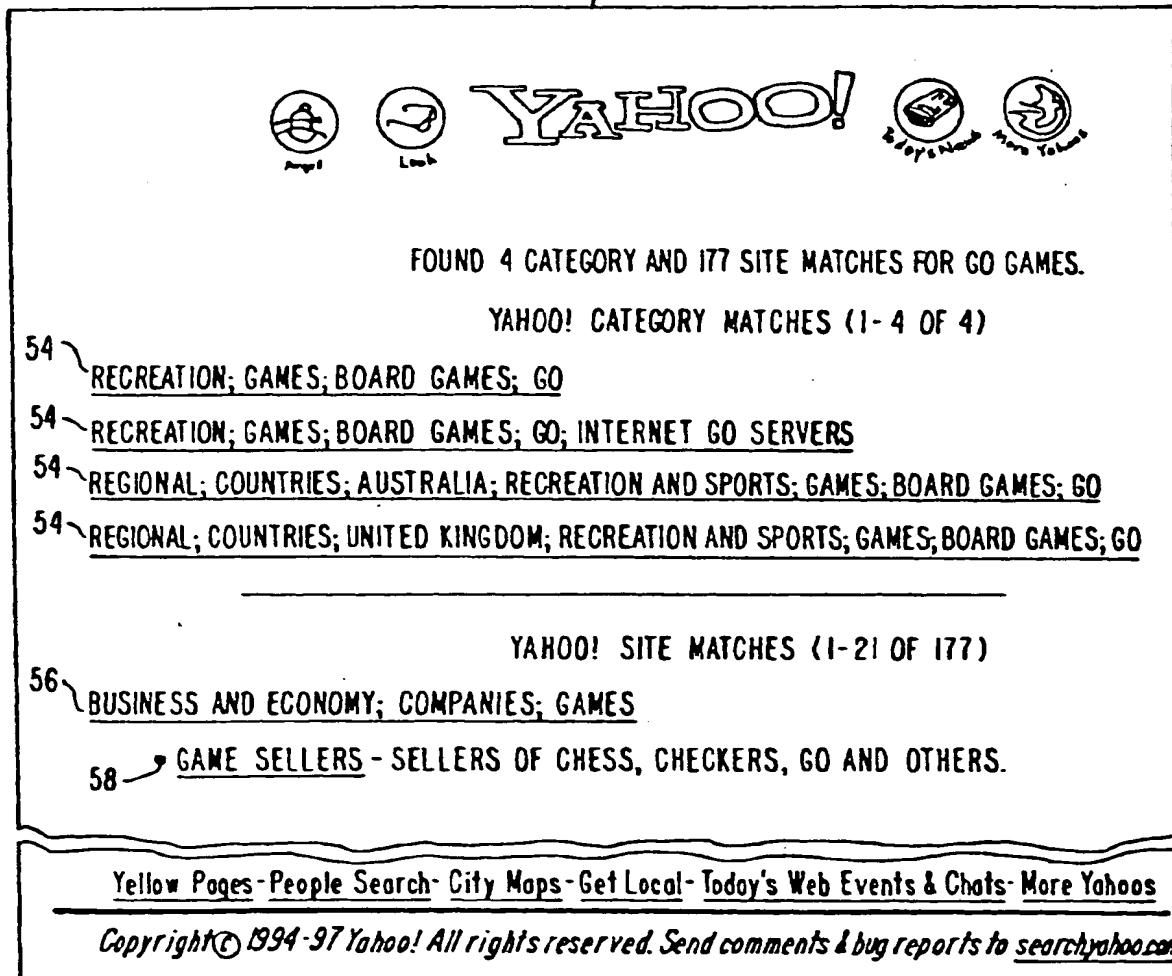 YAHOO!
Look Today's News More Yahoos
FOUND 4 CATEGORY AND 177 SITE MATCHES FOR GO GAMES.
YAHOO! CATEGORY MATCHES (1-4 OF 4)
54 RECREATION; GAMES; BOARD GAMES; GO
54 RECREATION; GAMES; BOARD GAMES; GO; INTERNET GO SERVERS
54 REGIONAL; COUNTRIES; AUSTRALIA; RECREATION AND SPORTS; GAMES; BOARD GAMES; GO
54 REGIONAL; COUNTRIES; UNITED KINGDOM; RECREATION AND SPORTS; GAMES; BOARD GAMES; GO
YAHOO! SITE MATCHES (1-21 OF 177)
56 BUSINESS AND ECONOMY; COMPANIES; GAMES
58 • GAME SELLERS - SELLERS OF CHESS, CHECKERS, GO AND OTHERS.
Yellow Pages-People Search-City Maps-Get Local-Today's Web Events & Chats-More Yahoos
Copyright © 1994-97 Yahoo! All rights reserved. Send comments & bug reports to